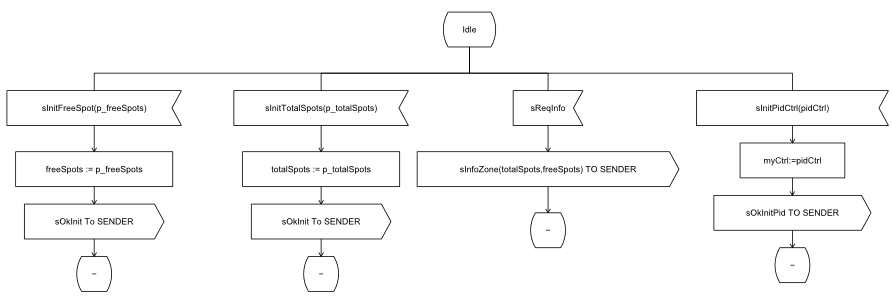 Idle
sInitFreeSpot(p_freeSpots)
sInitTotalSpots(p_totalSpots)
sReqInfo
sInitPidCtrl(pidCtrl)
freeSpots := p_freeSpots
totalSpots := p_totalSpots
sInfoZone(totalSpots,freeSpots) TO SENDER
myCtrl:=pidCtrl
sOkInit To SENDER
sOkInit To SENDER
sOkInitPid TO SENDER
-
-
-
-